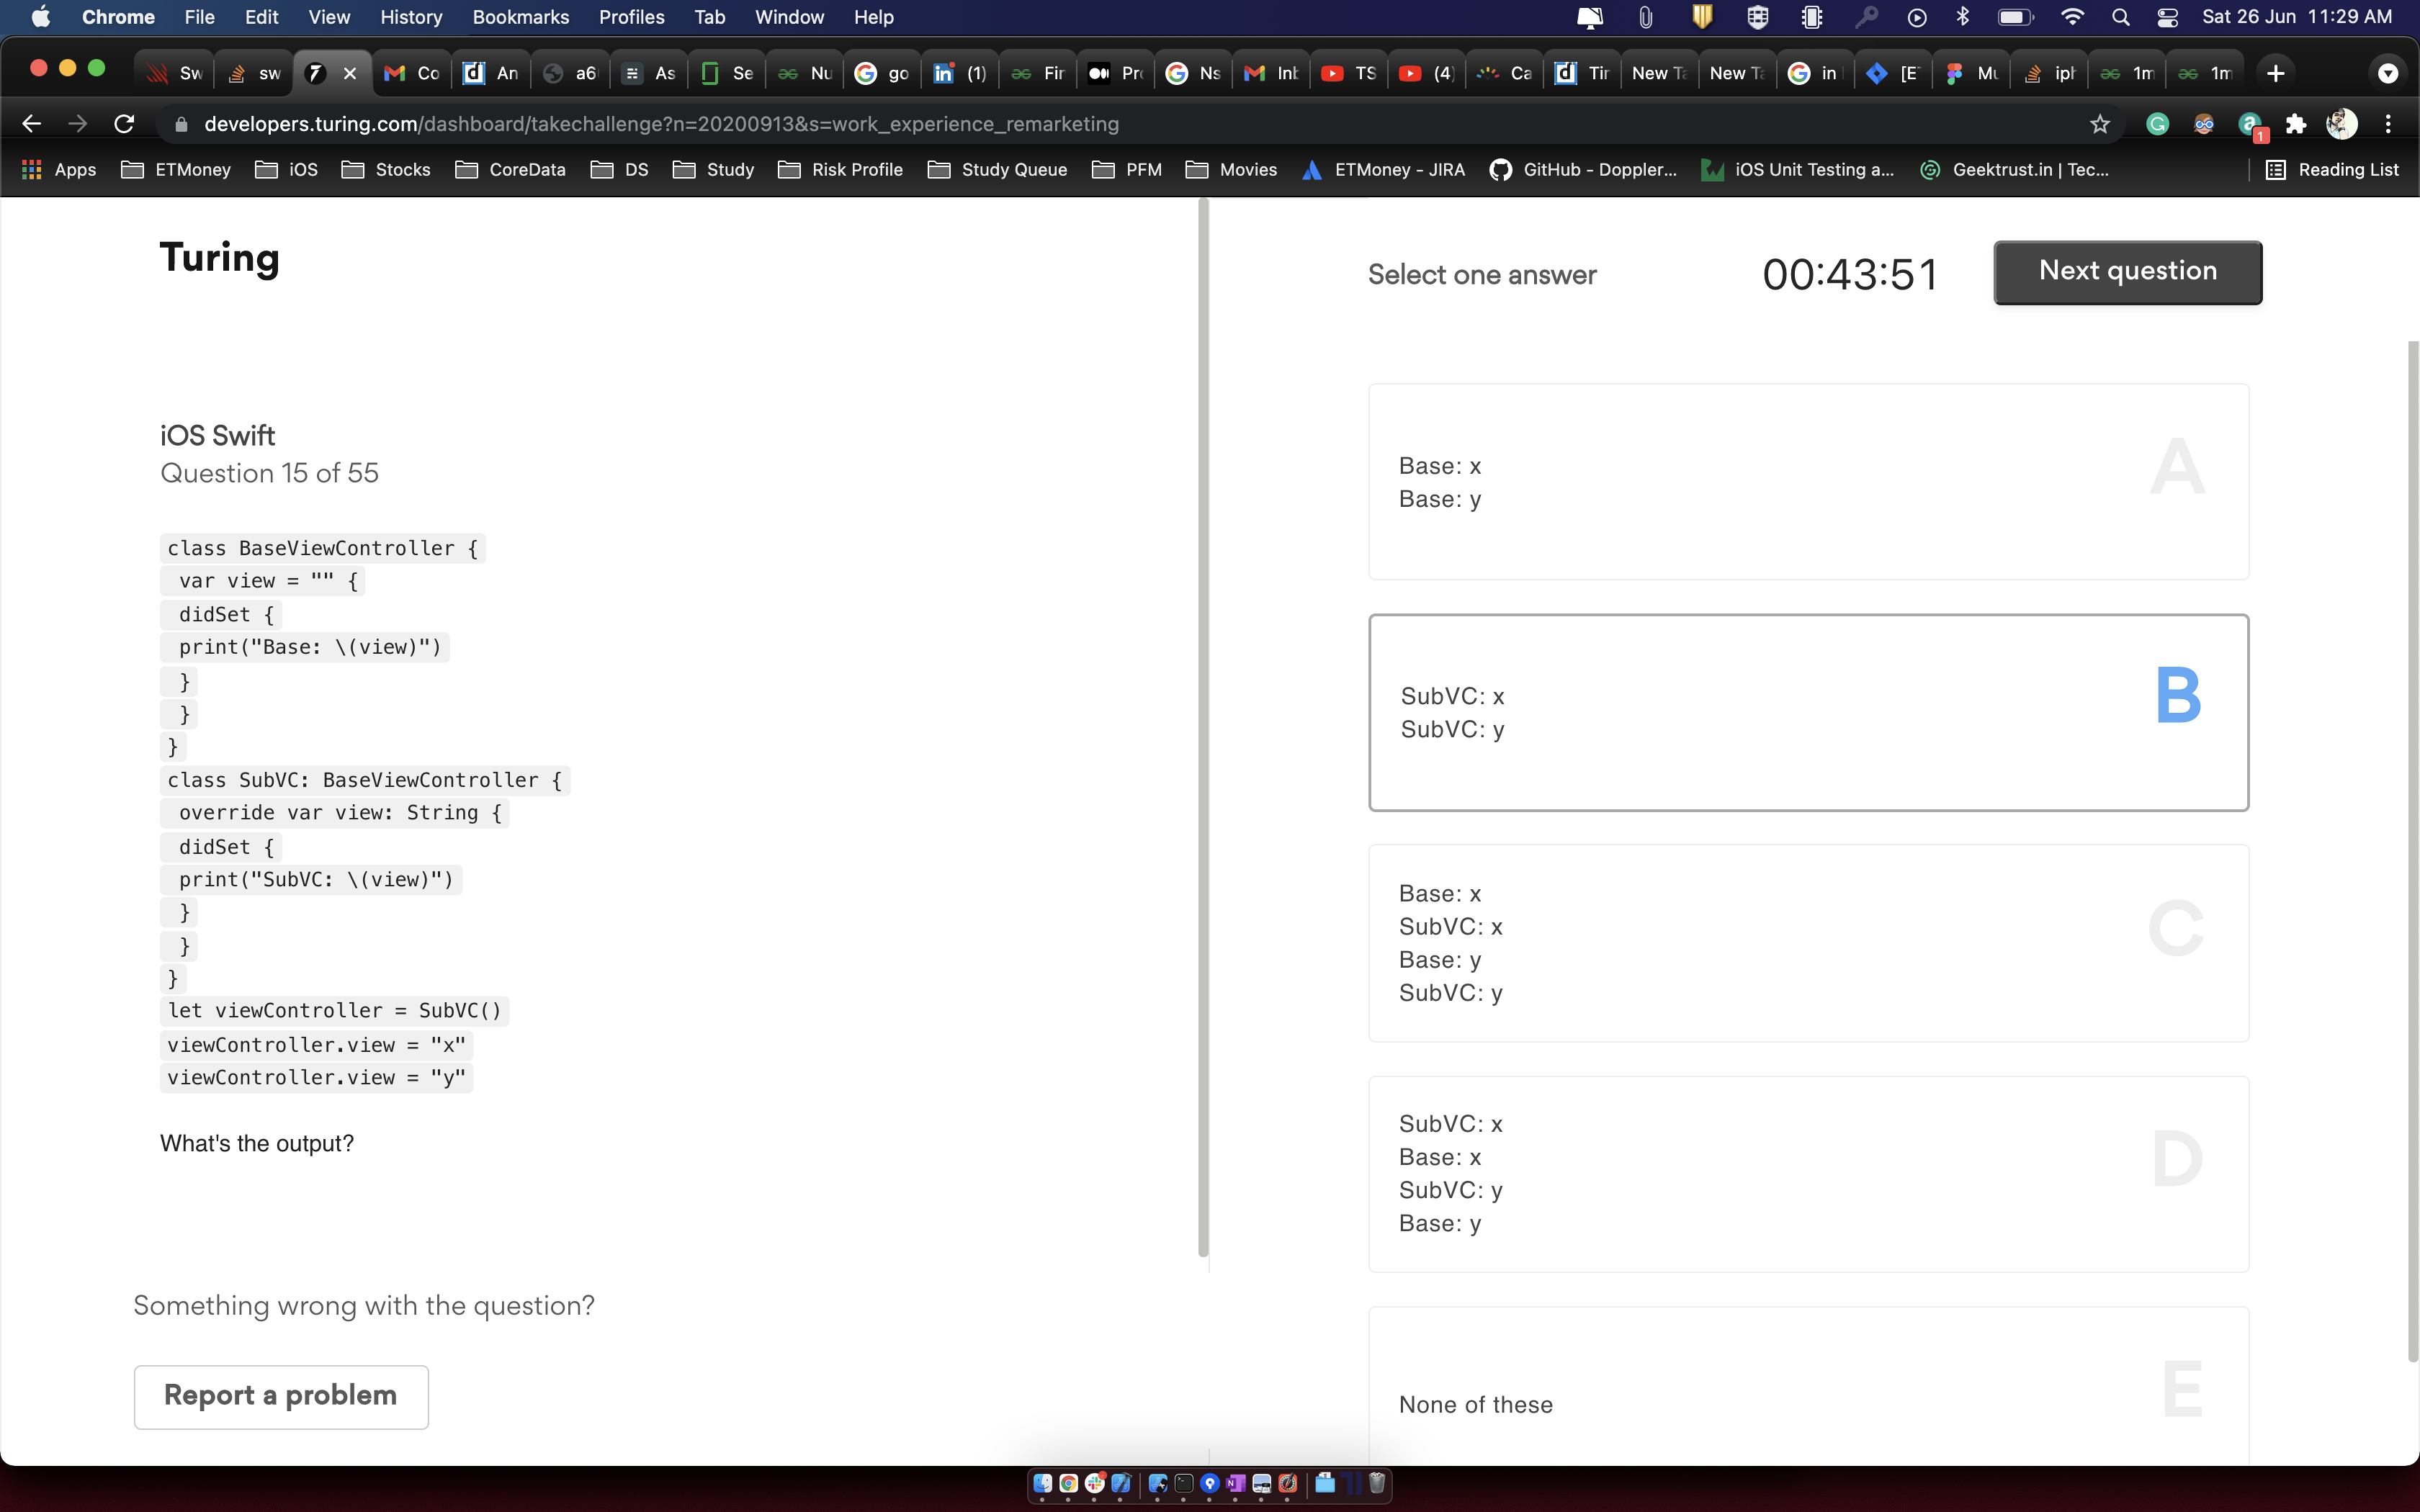 Chrome File Edit View History Bookmarks Profiles Tab Window Help Sat 26 Jun 11:29 AM
Sw sw Co An a6 As Se Nu go (1) Fir Pro Ns Inb TS (4) Ca Tir New Ta New Ta in [E Mu iph 1m 1m
developers.turing.com/dashboard/takechallenge?n=20200913&s=work_experience_remarketing 1
Apps ETMoney iOS Stocks CoreData DS Study Risk Profile Study Queue PFM Movies ETMoney - JIRA GitHub - Doppler... iOS Unit Testing a... Geektrust.in | Tec... Reading List
Turing
iOS Swift
Question 15 of 55
class BaseViewController {
var view = "" {
didSet {
print("Base: \(view)")
}
}
}
class SubVC: BaseViewController {
override var view: String {
didSet {
print("SubVC: \(view)")
}
}
}
let viewController = SubVC()
viewController.view = "x"
viewController.view = "y"
What's the output?
Something wrong with the question?
Report a problem
Select one answer
00:43:51
Next question
Base: x
Base: y
A
SubVC: x
SubVC: y
B
Base: x
SubVC: x
Base: y
SubVC: y
C
SubVC: x
Base: x
SubVC: y
Base: y
D
None of these
E